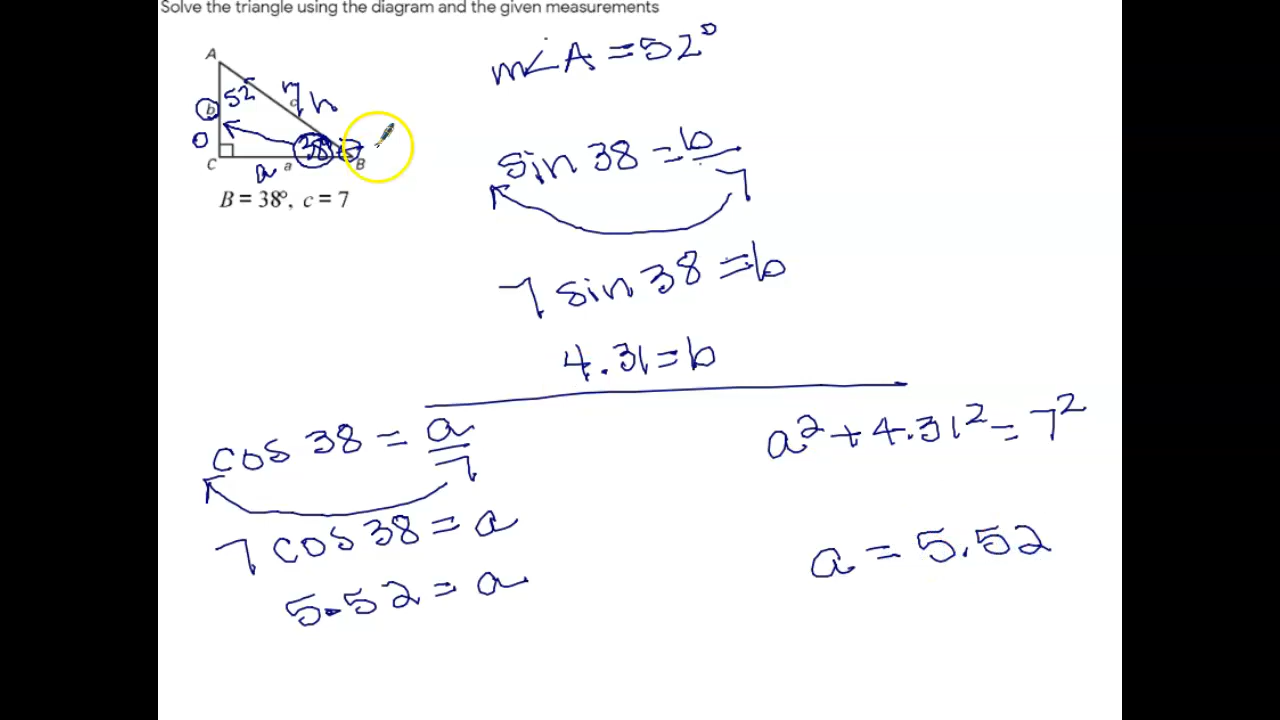 Solve the triangle using the diagram and the given measurements
A
b 52 7 h
c
o 38°
C a a B
B = 38°, c = 7
m∠A = 52°
sin 38 = b/7
7 sin 38 = b
4.31 = b
cos 38 = a/7
7 cos 38 = a
5.52 = a
a² + 4.31² = 7²
a = 5.52